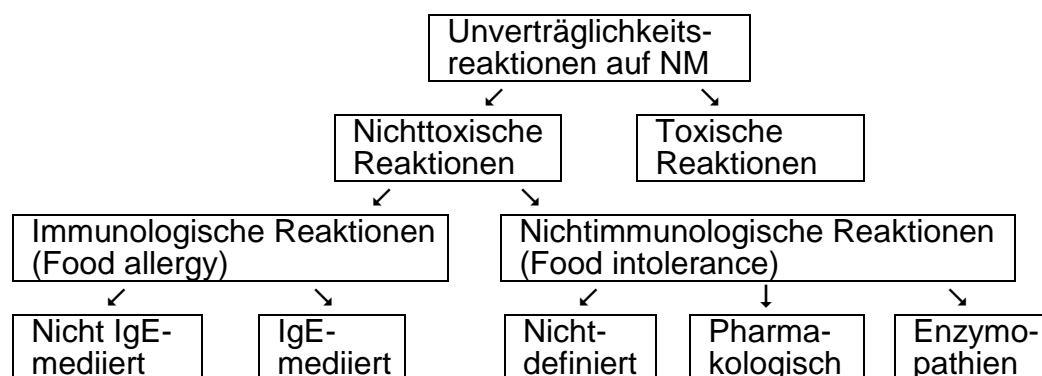 Unverträglichkeits-
reaktionen auf NM
Nichttoxische
Reaktionen
Toxische
Reaktionen
Immunologische Reaktionen
(Food allergy)
Nichtimmunologische Reaktionen
(Food intolerance)
Nicht IgE-
mediiert
IgE-
mediiert
Nicht-
definiert
Pharma-
kologisch
Enzymo-
pathien